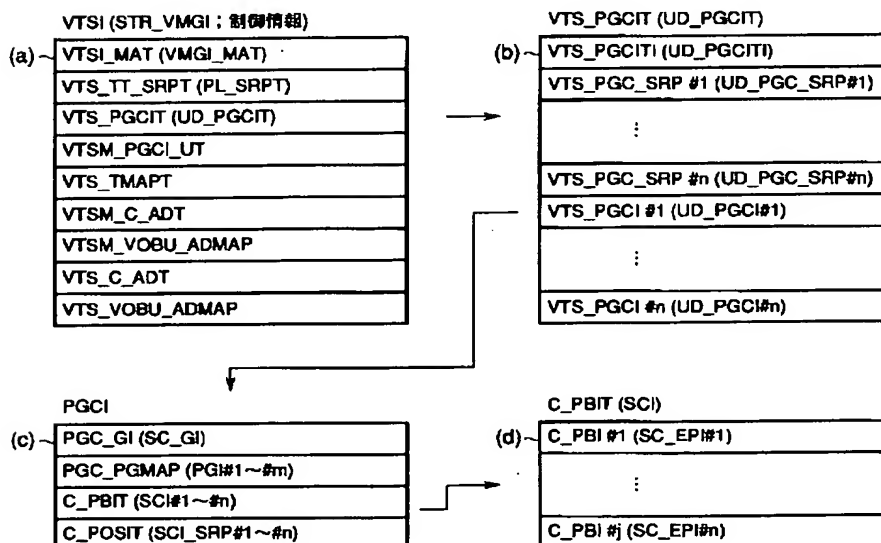 VTSI (STR_VMGI ; 制御情報)
(a)
VTSI_MAT (VMGI_MAT)
VTS_TT_SRPT (PL_SRPT)
VTS_PGCIT (UD_PGCIT)
VTSM_PGCI_UT
VTS_TMAPT
VTSM_C_ADT
VTSM_VOBU_ADMAP
VTS_C_ADT
VTS_VOBU_ADMAP
VTS_PGCIT (UD_PGCIT)
(b)
VTS_PGCITI (UD_PGCITI)
VTS_PGC_SRP #1 (UD_PGC_SRP#1)
⋮
VTS_PGC_SRP #n (UD_PGC_SRP#n)
VTS_PGCI #1 (UD_PGCI#1)
⋮
VTS_PGCI #n (UD_PGCI#n)
PGCI
(c)
PGC_GI (SC_GI)
PGC_PGMAP (PGI#1~#m)
C_PBIT (SCI#1~#n)
C_POSIT (SCI_SRP#1~#n)
C_PBIT (SCI)
(d)
C_PBI #1 (SC_EPI#1)
⋮
C_PBI #j (SC_EPI#n)